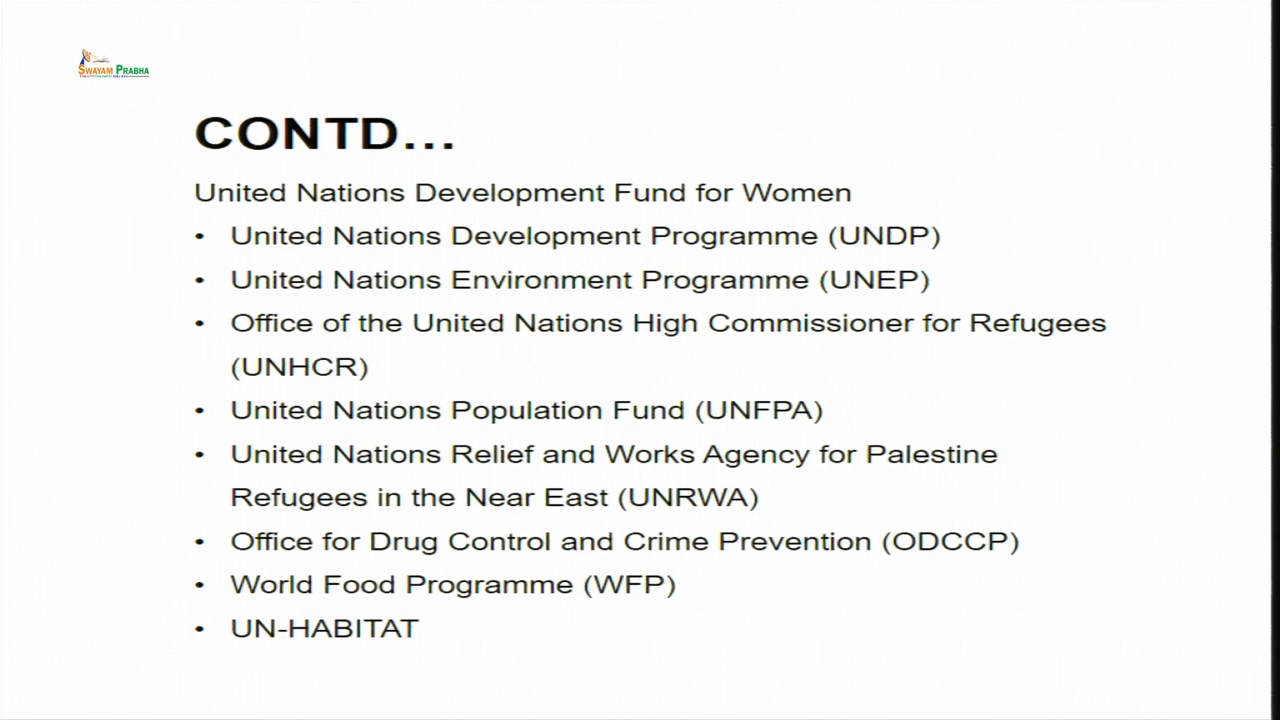 SWAYAM PRABHA
CONTD...
United Nations Development Fund for Women
• United Nations Development Programme (UNDP)
• United Nations Environment Programme (UNEP)
• Office of the United Nations High Commissioner for Refugees
(UNHCR)
• United Nations Population Fund (UNFPA)
• United Nations Relief and Works Agency for Palestine
Refugees in the Near East (UNRWA)
• Office for Drug Control and Crime Prevention (ODCCP)
• World Food Programme (WFP)
• UN-HABITAT